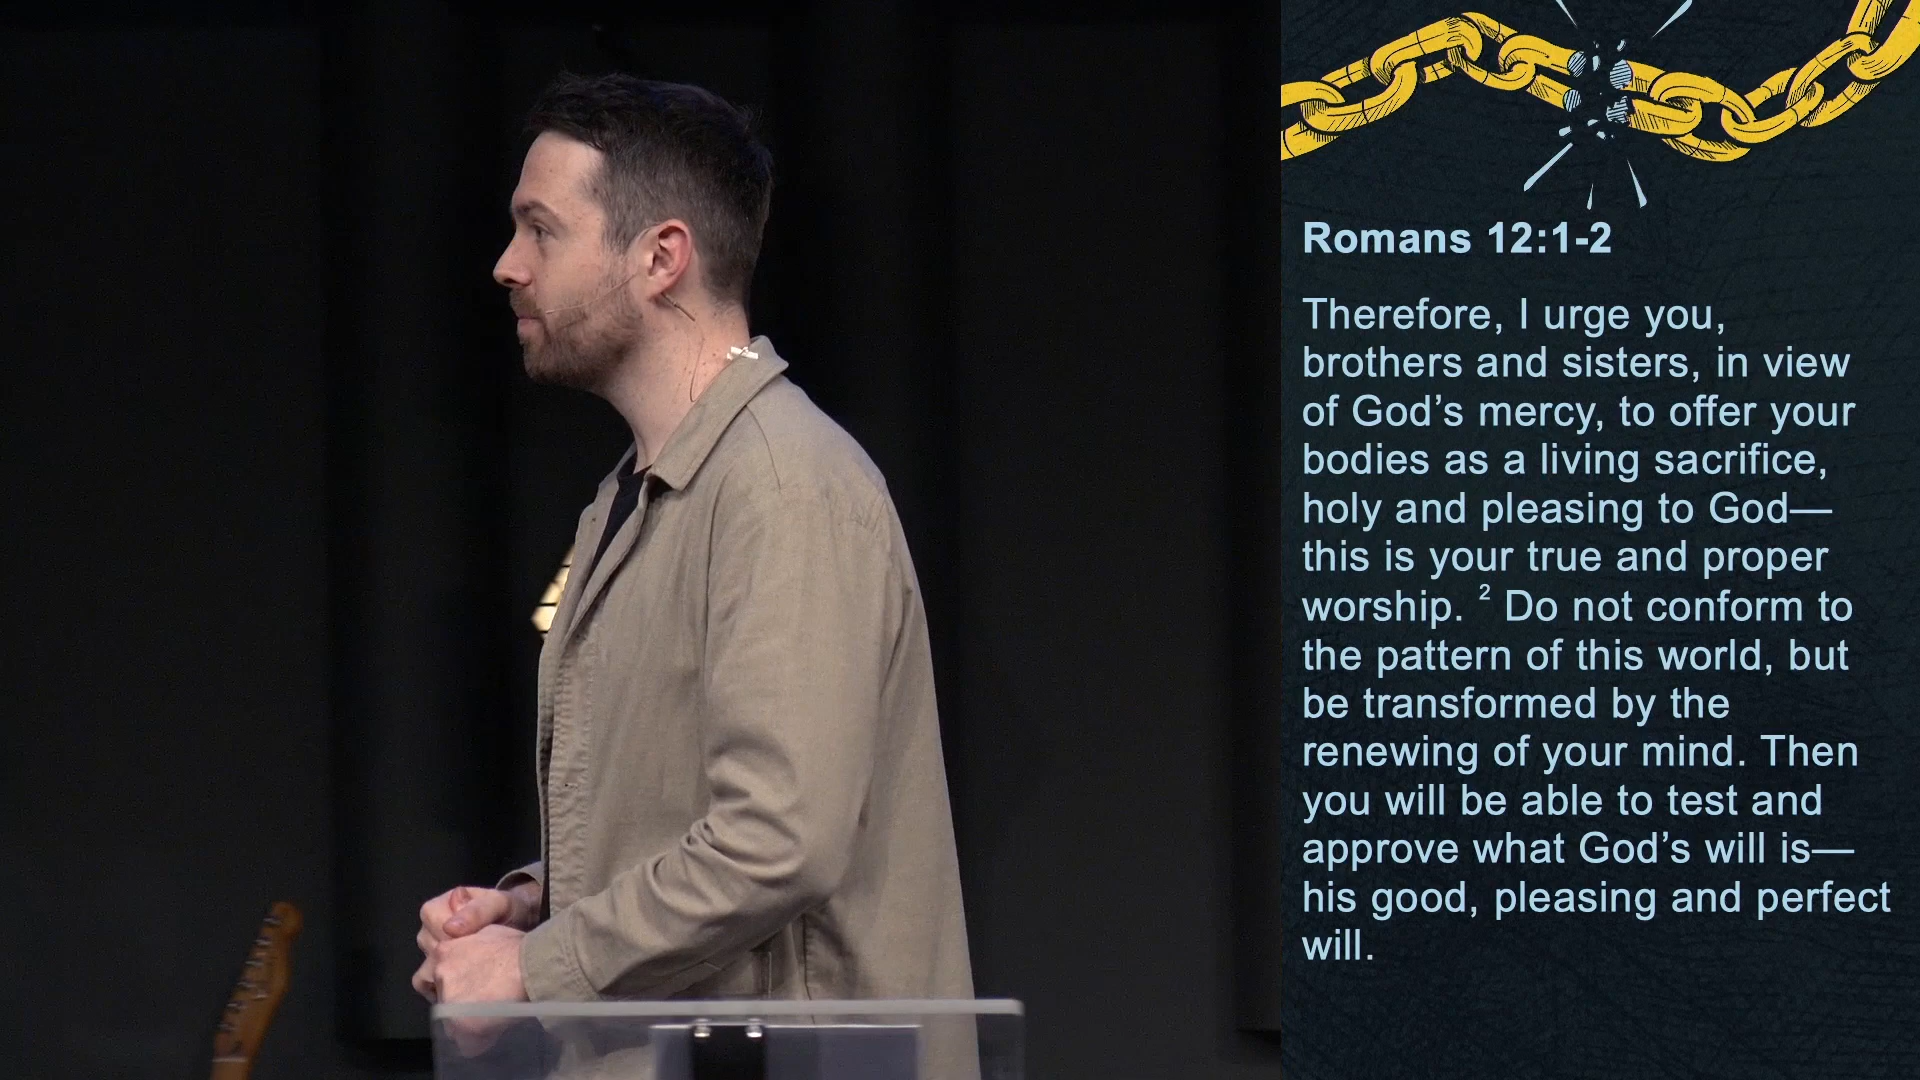 Romans 12:1-2
Therefore, I urge you,
brothers and sisters, in view
of God’s mercy, to offer your
bodies as a living sacrifice,
holy and pleasing to God—
this is your true and proper
worship. ² Do not conform to
the pattern of this world, but
be transformed by the
renewing of your mind. Then
you will be able to test and
approve what God’s will is—
his good, pleasing and perfect
will.